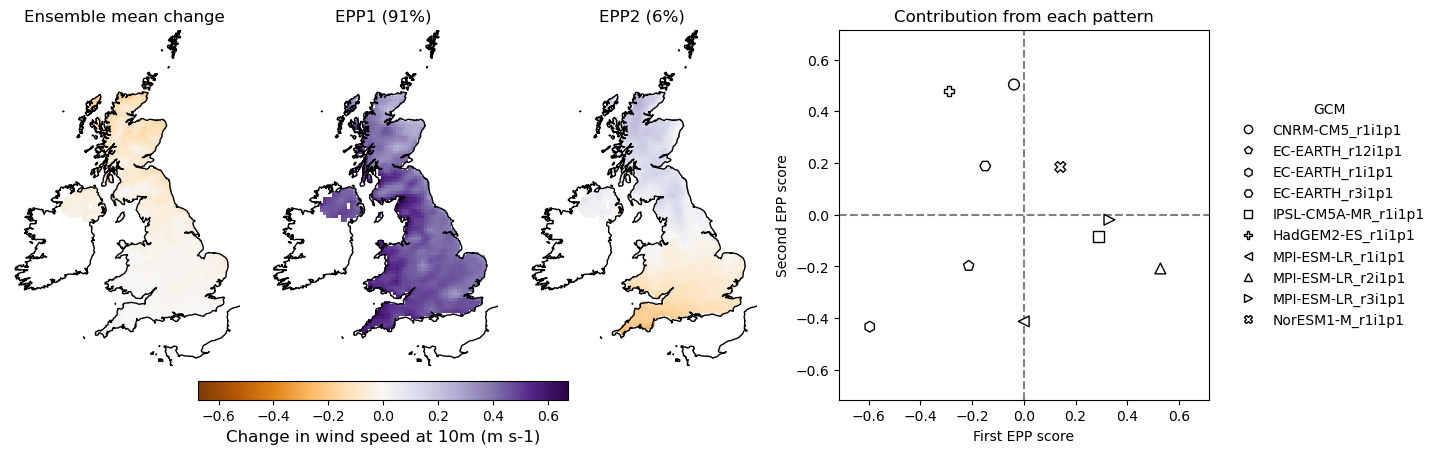 Ensemble mean change
EPP1 (91%)
EPP2 (6%)
Contribution from each pattern
−0.6 −0.4 −0.2 0.0 0.2 0.4 0.6
Change in wind speed at 10m (m s-1)
Second EPP score
0.6
0.4
0.2
0.0
−0.2
−0.4
−0.6
−0.6 −0.4 −0.2 0.0 0.2 0.4 0.6
First EPP score
GCM
CNRM-CM5_r1i1p1
EC-EARTH_r12i1p1
EC-EARTH_r1i1p1
EC-EARTH_r3i1p1
IPSL-CM5A-MR_r1i1p1
HadGEM2-ES_r1i1p1
MPI-ESM-LR_r1i1p1
MPI-ESM-LR_r2i1p1
MPI-ESM-LR_r3i1p1
NorESM1-M_r1i1p1